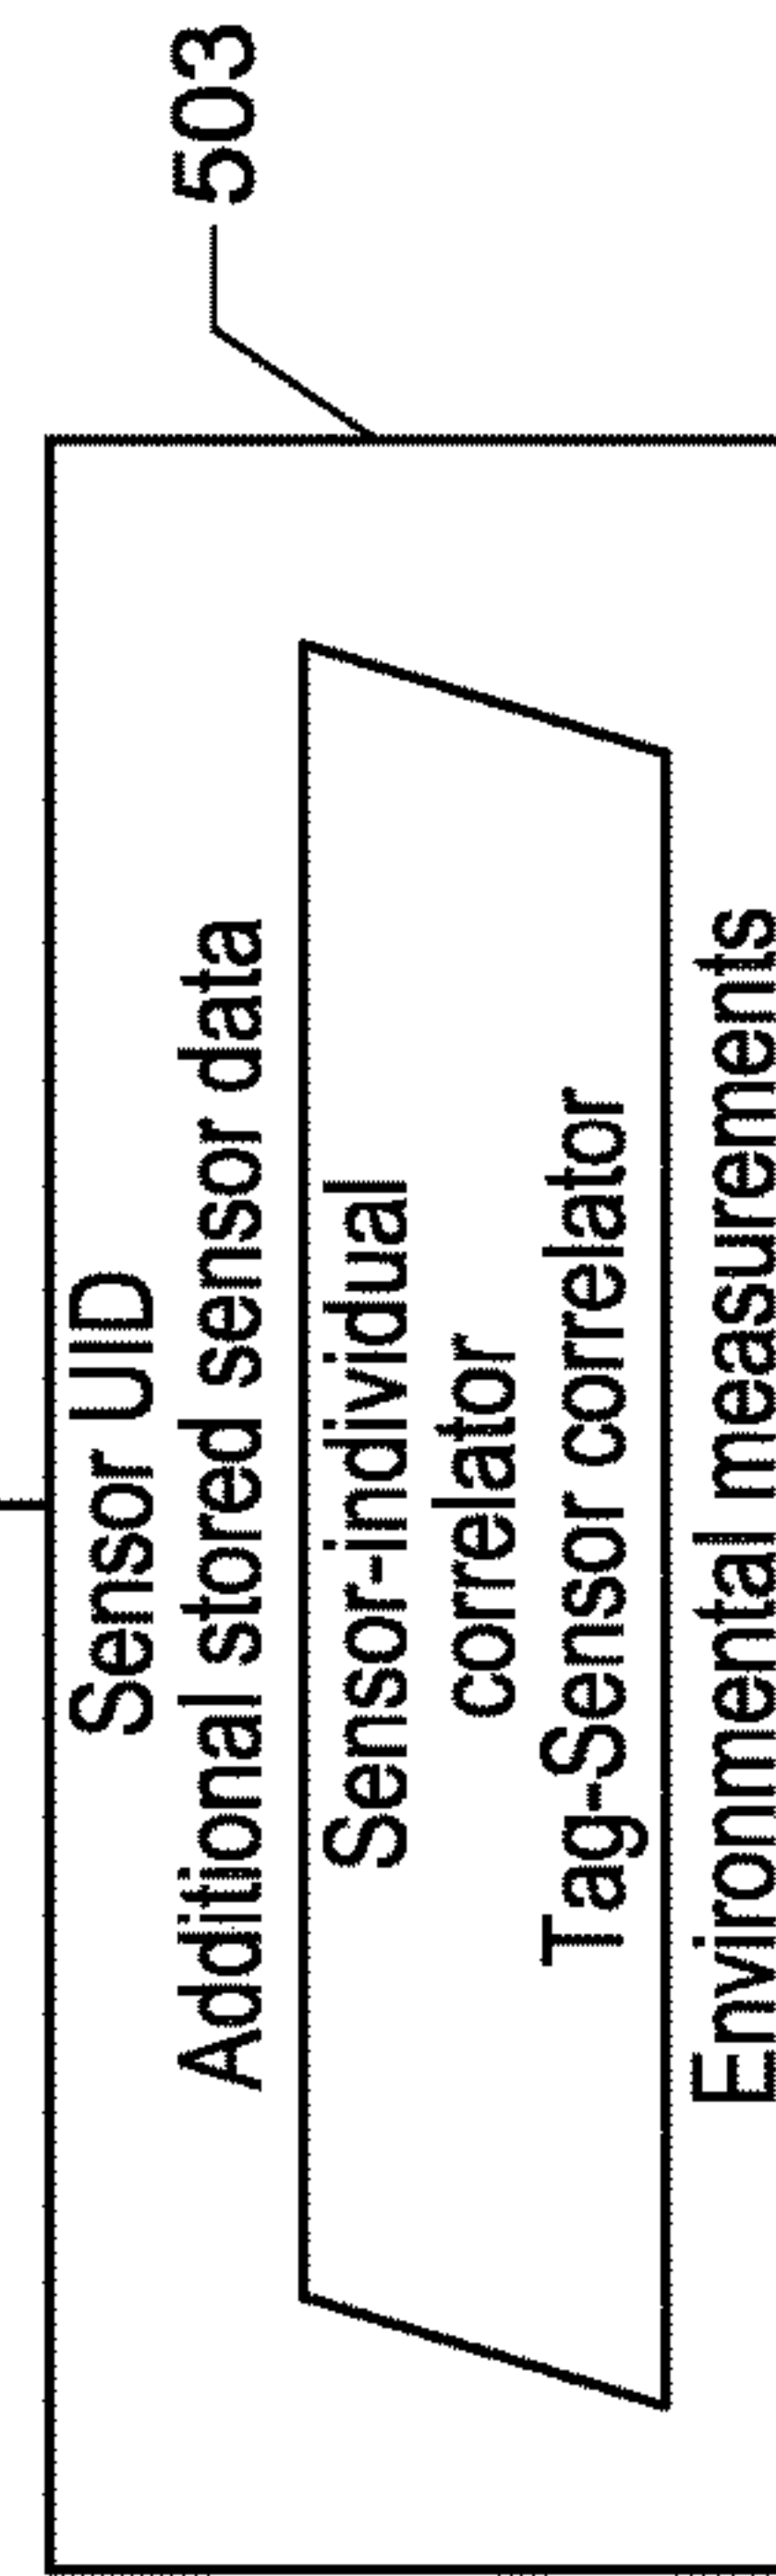 503
Sensor UID
Additional stored sensor data
Sensor-individual
correlator
Tag-Sensor correlator
Environmental measurements